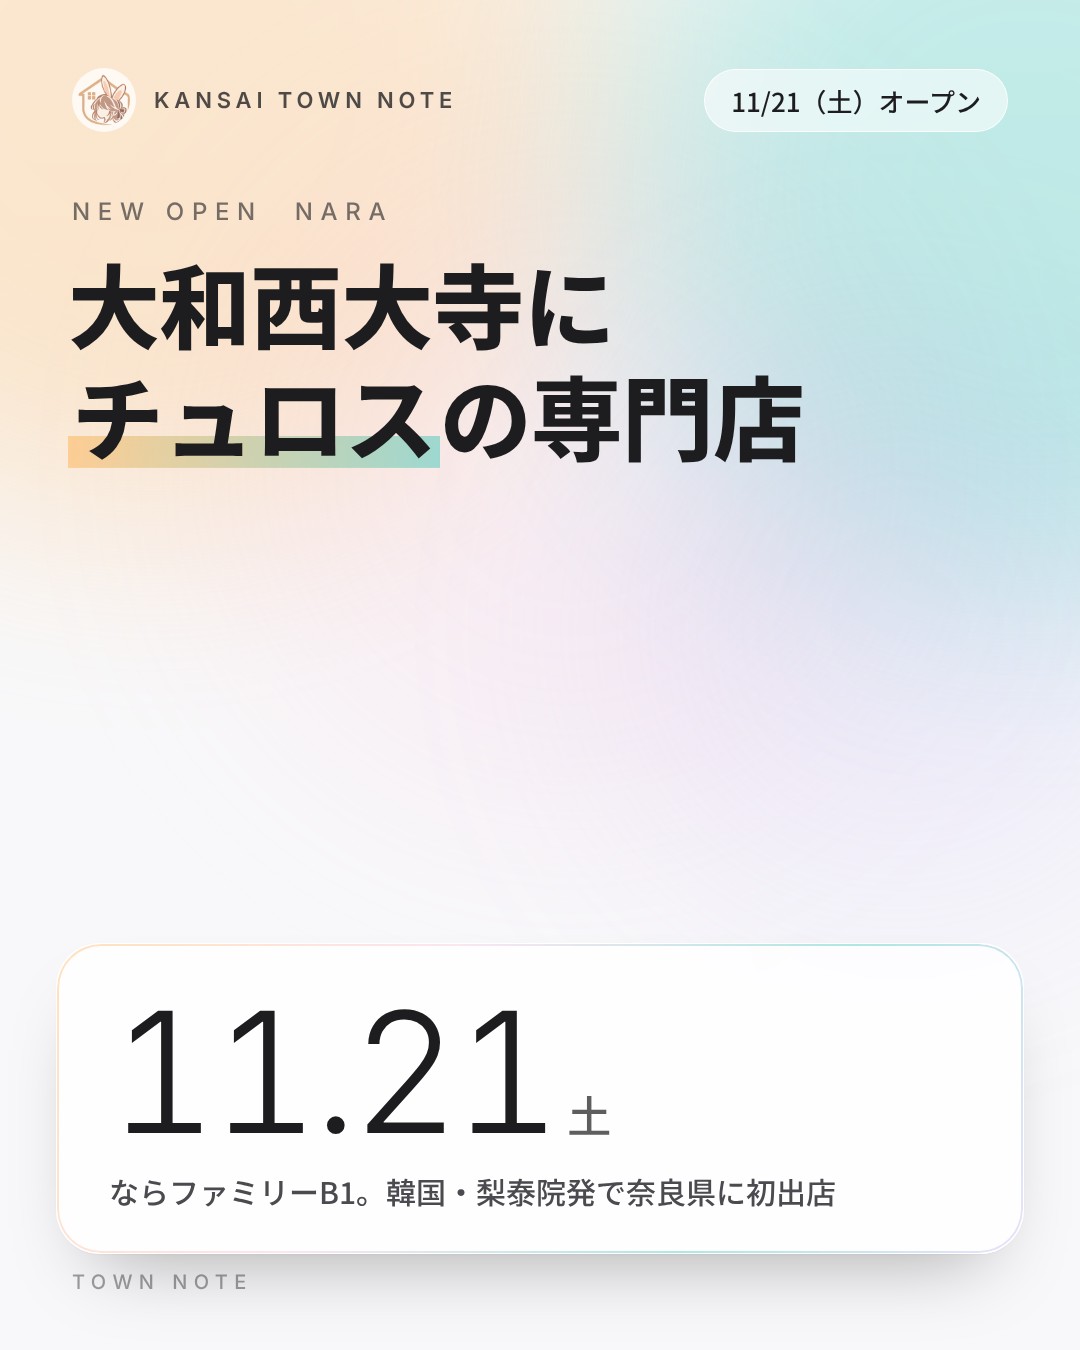 KANSAI TOWN NOTE
11/21（土）オープン
NEW OPEN NARA
大和西大寺に
チュロスの専門店
11.21 土
ならファミリーB1。韓国・梨泰院発で奈良県に初出店
TOWN NOTE